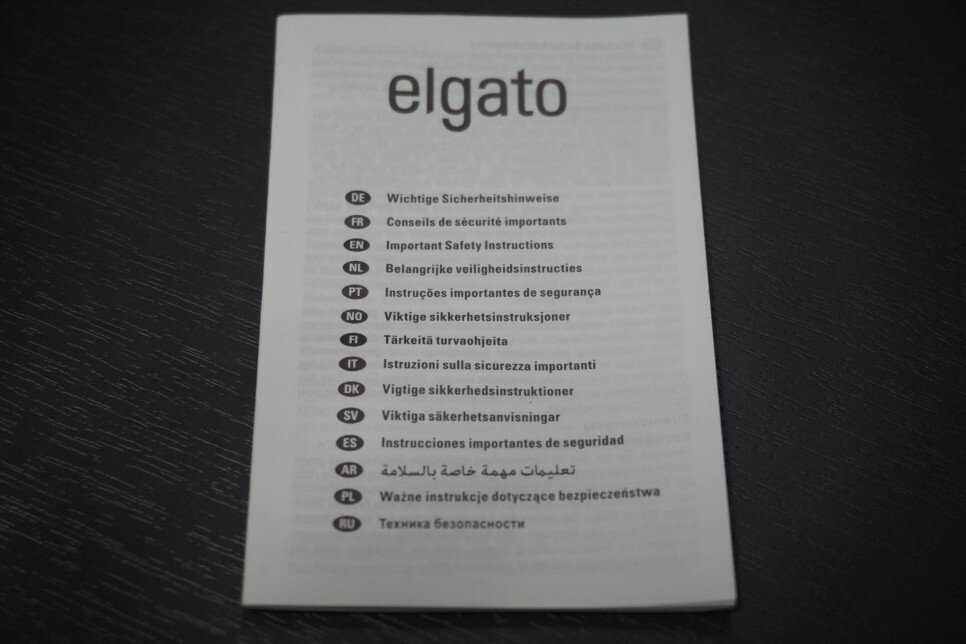 elgato
DE Wichtige Sicherheitshinweise
FR Conseils de sécurité importants
EN Important Safety Instructions
NL Belangrijke veiligheidsinstructies
PT Instruções importantes de segurança
NO Viktige sikkerhetsinstruksjoner
FI Tärkeitä turvaohjeita
IT Istruzioni sulla sicurezza importanti
DK Vigtige sikkerhedsinstruktioner
SV Viktiga säkerhetsanvisningar
ES Instrucciones importantes de seguridad
AR تعليمات مهمة خاصة بالسلامة
PL Ważne instrukcje dotyczące bezpieczeństwa
RU Техника безопасности